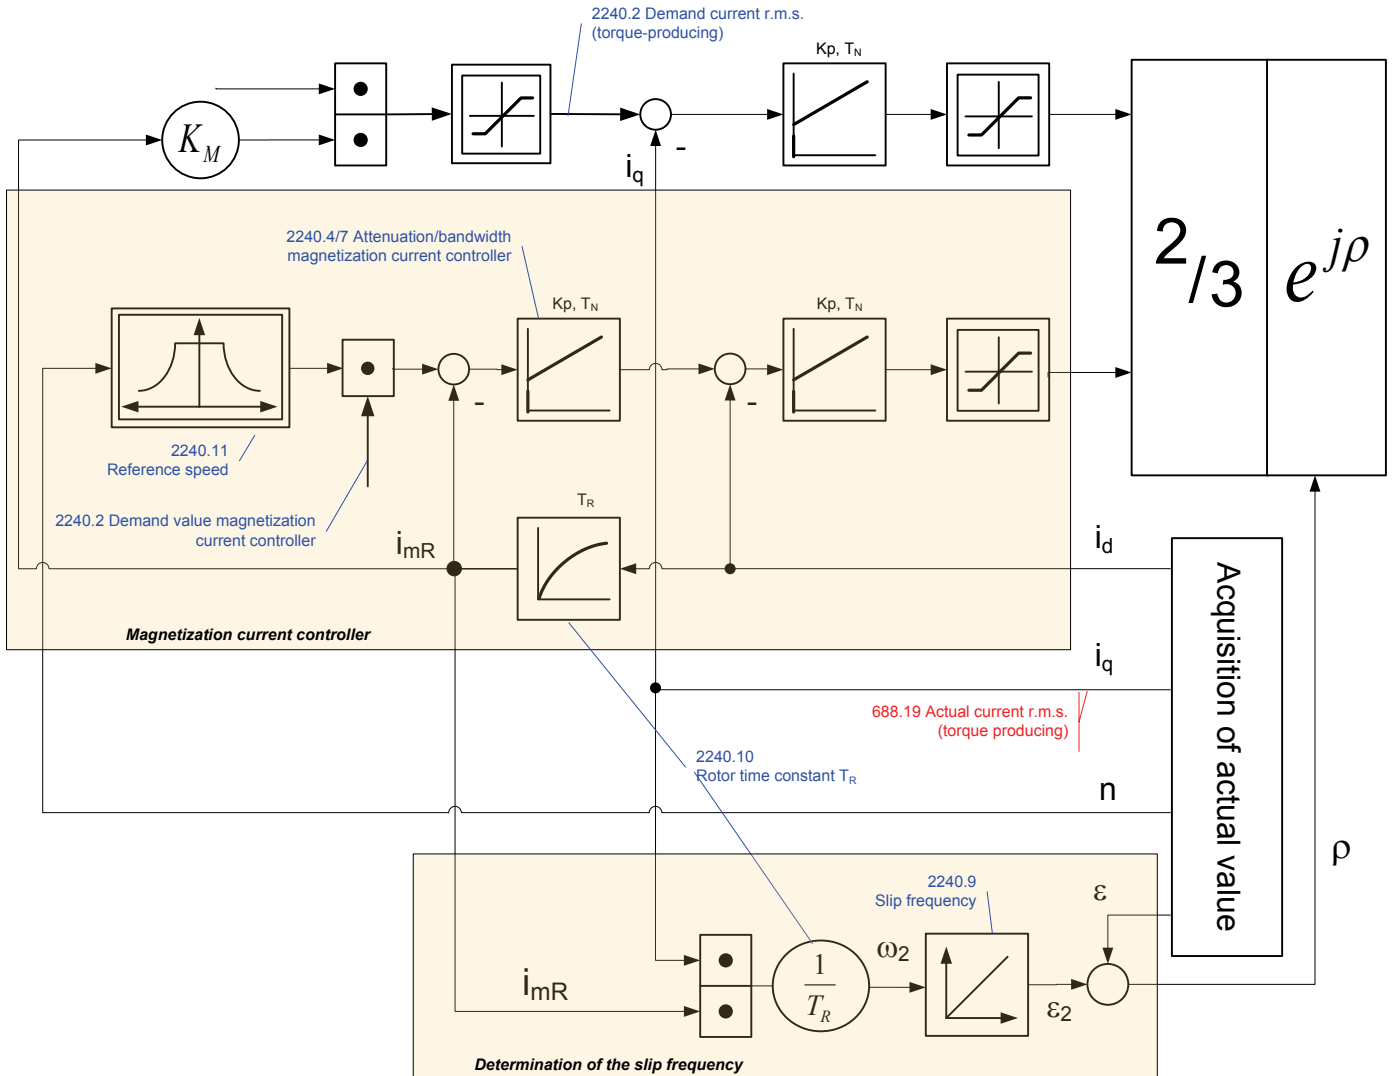 2240.2 Demand current r.m.s.
(torque-producing)
Kp, TN
KM
-
iq
2240.4/7 Attenuation/bandwidth
magnetization current controller
Kp, TN
Kp, TN
2/3
e^jρ
-
-
2240.11
Reference speed
2240.2 Demand value magnetization
current controller
TR
imR
id
Magnetization current controller
iq
688.19 Actual current r.m.s.
(torque producing)
2240.10
Rotor time constant TR
n
Acquisition of actual value
ρ
2240.9
Slip frequency
ε
ω2
1
TR
imR
ε2
Determination of the slip frequency